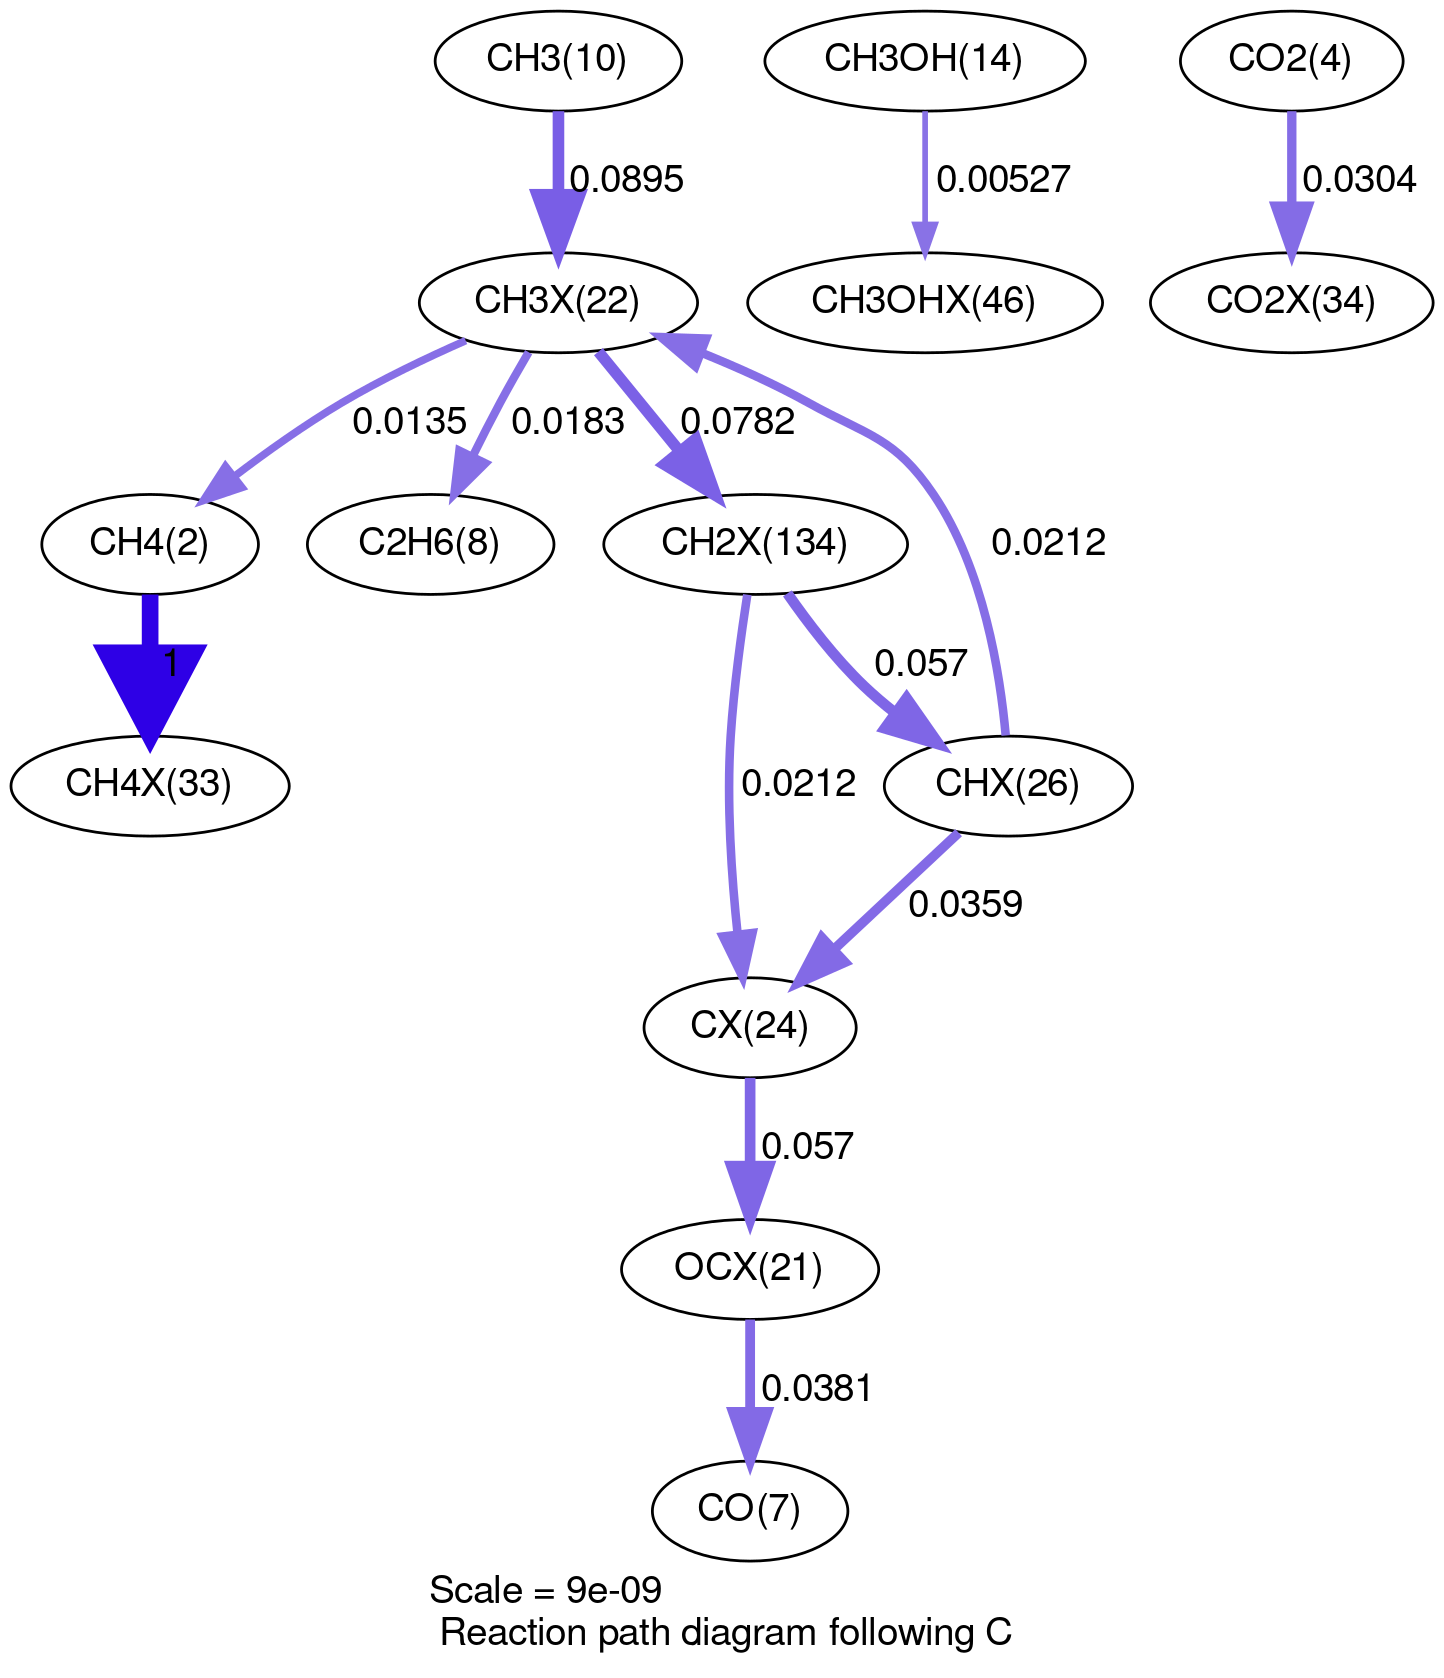 CH3(10)
CH3OH(14)
CO2(4)
0.0895
0.00527
0.0304
CH3X(22)
CH3OHX(46)
CO2X(34)
0.0135
0.0183
0.0782
CH4(2)
C2H6(8)
CH2X(134)
0.0212
1
0.057
CH4X(33)
0.0212
CHX(26)
0.0359
CX(24)
0.057
OCX(21)
0.0381
CO(7)
Scale = 9e-09
Reaction path diagram following C